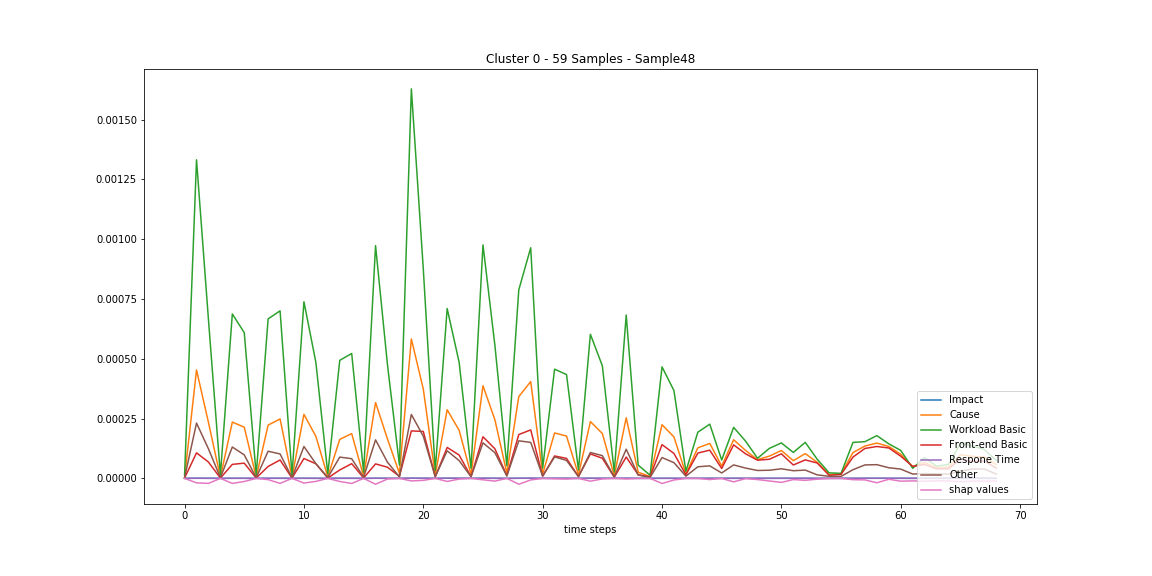 Cluster 0 - 59 Samples - Sample48
0.00150
0.00125
0.00100
0.00075
0.00050
0.00025
0.00000
Impact
Cause
Workload Basic
Front-end Basic
Respone Time
Other
shap values
0 10 20 30 40 50 60 70
time steps